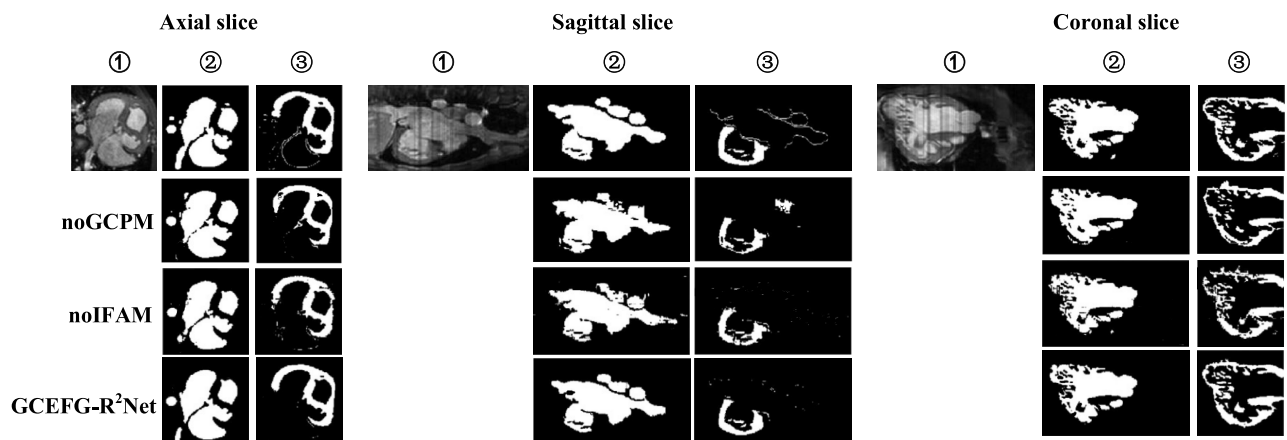 Axial slice Sagittal slice Coronal slice
① ② ③ ① ② ③ ① ② ③
noGCPM
noIFAM
GCEFG-R²Net